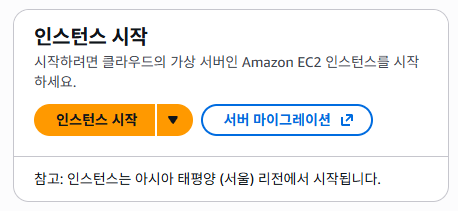 인스턴스 시작
시작하려면 클라우드의 가상 서버인 Amazon EC2 인스턴스를 시작
하세요.
인스턴스 시작
서버 마이그레이션
참고: 인스턴스는 아시아 태평양 (서울) 리전에서 시작됩니다.